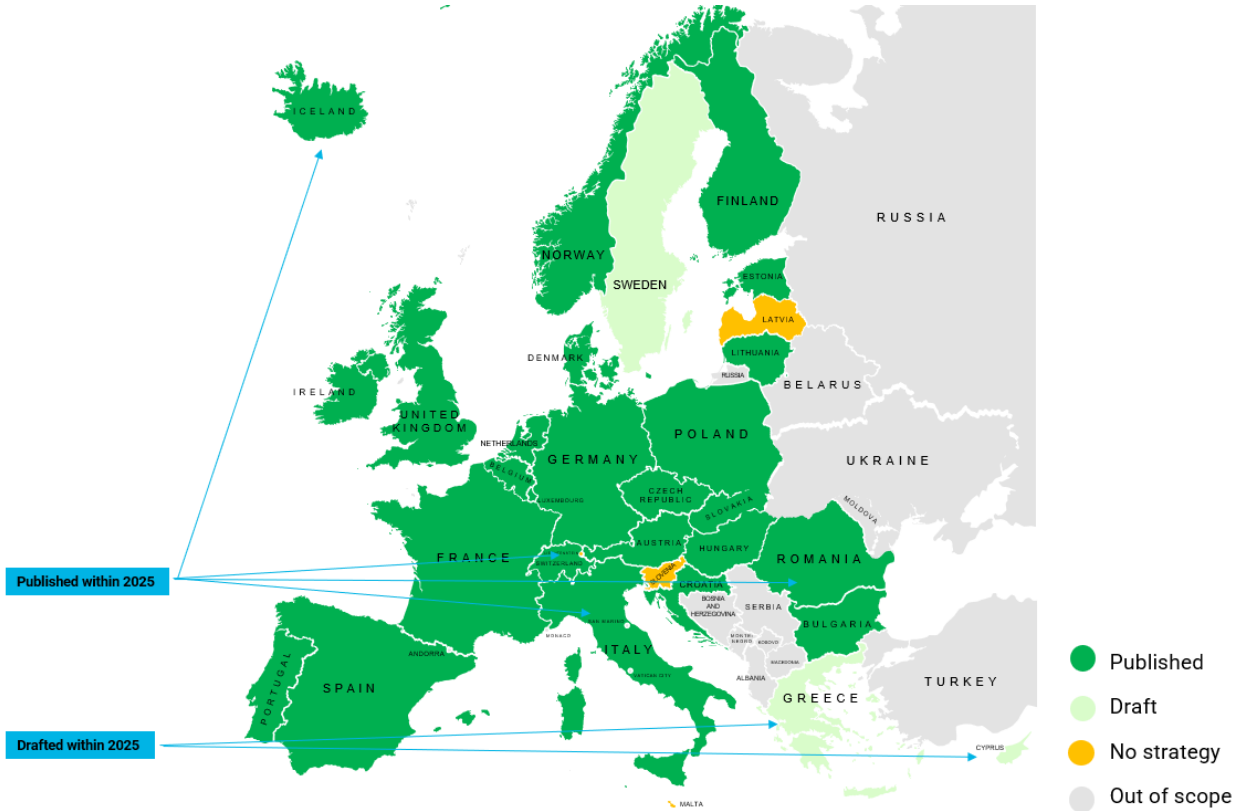 ICELAND
RUSSIA
FINLAND
NORWAY
SWEDEN
ESTONIA
LATVIA
LITHUANIA
RUSSIA
DENMARK
BELARUS
IRELAND
UNITED
KINGDOM
NETHERLANDS
BELGIUM
GERMANY
POLAND
UKRAINE
LUXEMBOURG
CZECH
REPUBLIC
SLOVAKIA
MOLDOVA
FRANCE
AUSTRIA
HUNGARY
ROMANIA
SWITZERLAND
SLOVENIA
CROATIA
Published within 2025
BOSNIA
AND
HERZEGOVINA
SERBIA
SAN MARINO
MONACO
ITALY
MONTE-
NEGRO
KOSOVO
BULGARIA
ANDORRA
MACEDONIA
VATICAN CITY
ALBANIA
PORTUGAL
SPAIN
GREECE
TURKEY
Drafted within 2025
CYPRUS
MALTA
Published
Draft
No strategy
Out of scope